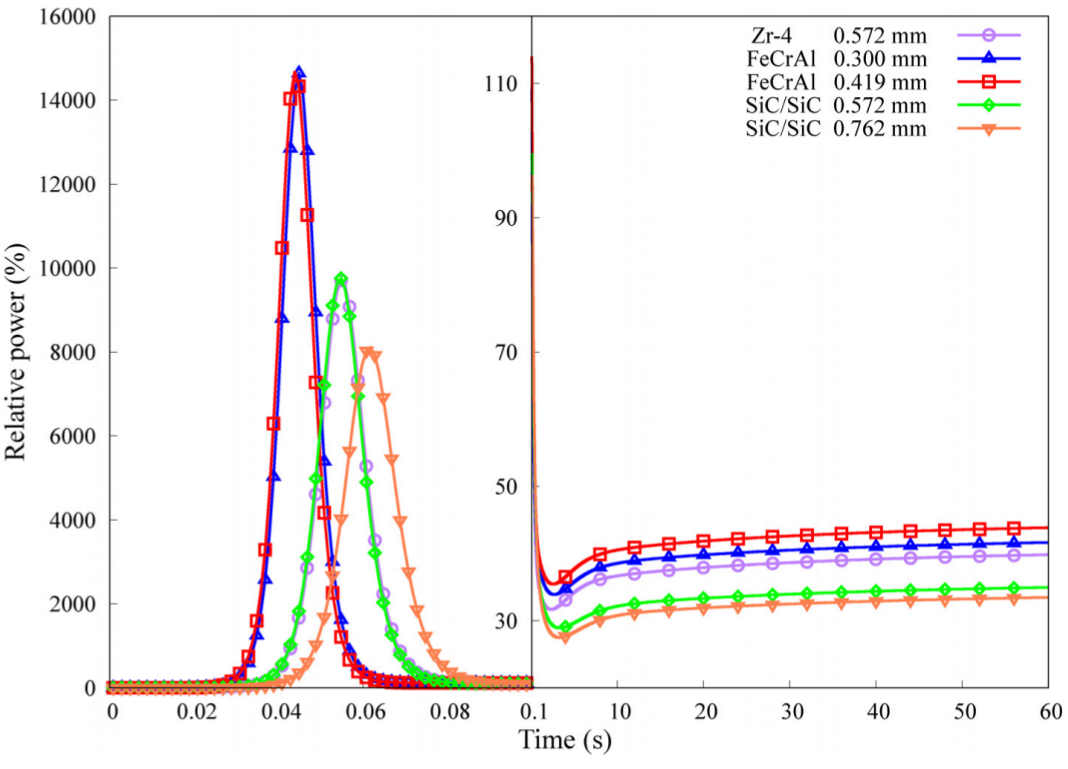 Relative power (%)
16000
14000
12000
10000
8000
6000
4000
2000
0
110
90
70
50
30
Zr-4 0.572 mm
FeCrAl 0.300 mm
FeCrAl 0.419 mm
SiC/SiC 0.572 mm
SiC/SiC 0.762 mm
0 0.02 0.04 0.06 0.08 0.1 10 20 30 40 50 60
Time (s)